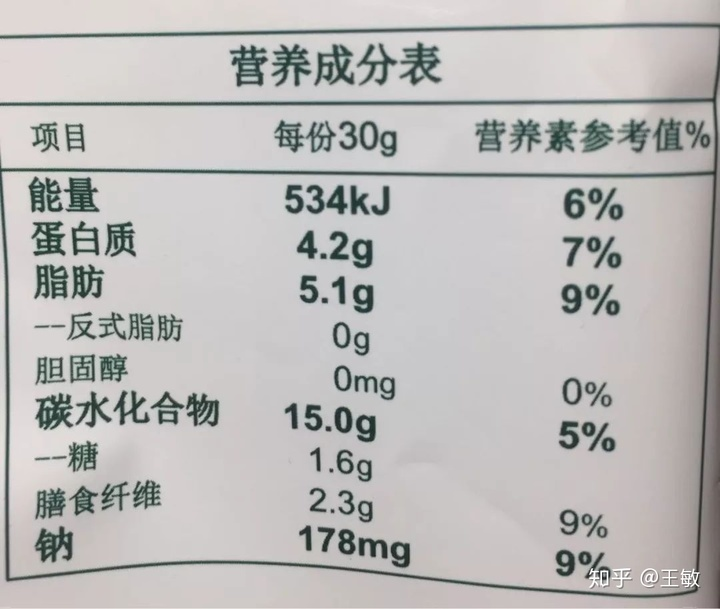 营养成分表
项目 每份30g 营养素参考值%
能量 534kJ 6%
蛋白质 4.2g 7%
脂肪 5.1g 9%
--反式脂肪 0g
胆固醇 0mg 0%
碳水化合物 15.0g 5%
--糖 1.6g
膳食纤维 2.3g 9%
钠 178mg 9%
知乎 @王敏